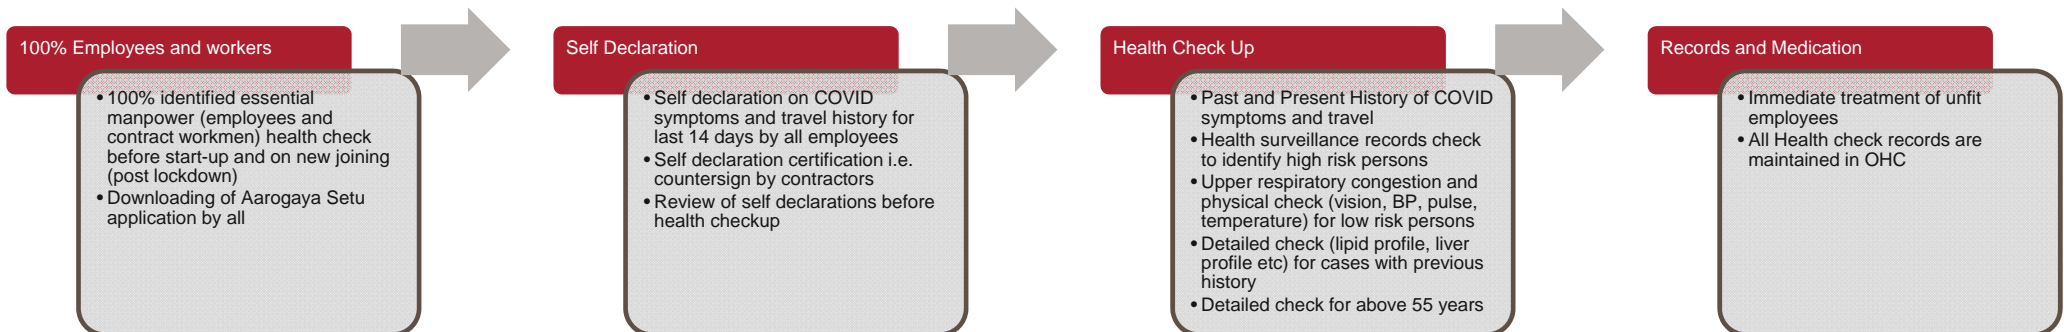 100% Employees and workers
• 100% identified essential
manpower (employees and
contract workmen) health check
before start-up and on new joining
(post lockdown)
• Downloading of Aarogaya Setu
application by all
Self Declaration
• Self declaration on COVID
symptoms and travel history for
last 14 days by all employees
• Self declaration certification i.e.
countersign by contractors
• Review of self declarations before
health checkup
Health Check Up
• Past and Present History of COVID
symptoms and travel
• Health surveillance records check
to identify high risk persons
• Upper respiratory congestion and
physical check (vision, BP, pulse,
temperature) for low risk persons
• Detailed check (lipid profile, liver
profile etc) for cases with previous
history
• Detailed check for above 55 years
Records and Medication
• Immediate treatment of unfit
employees
• All Health check records are
maintained in OHC